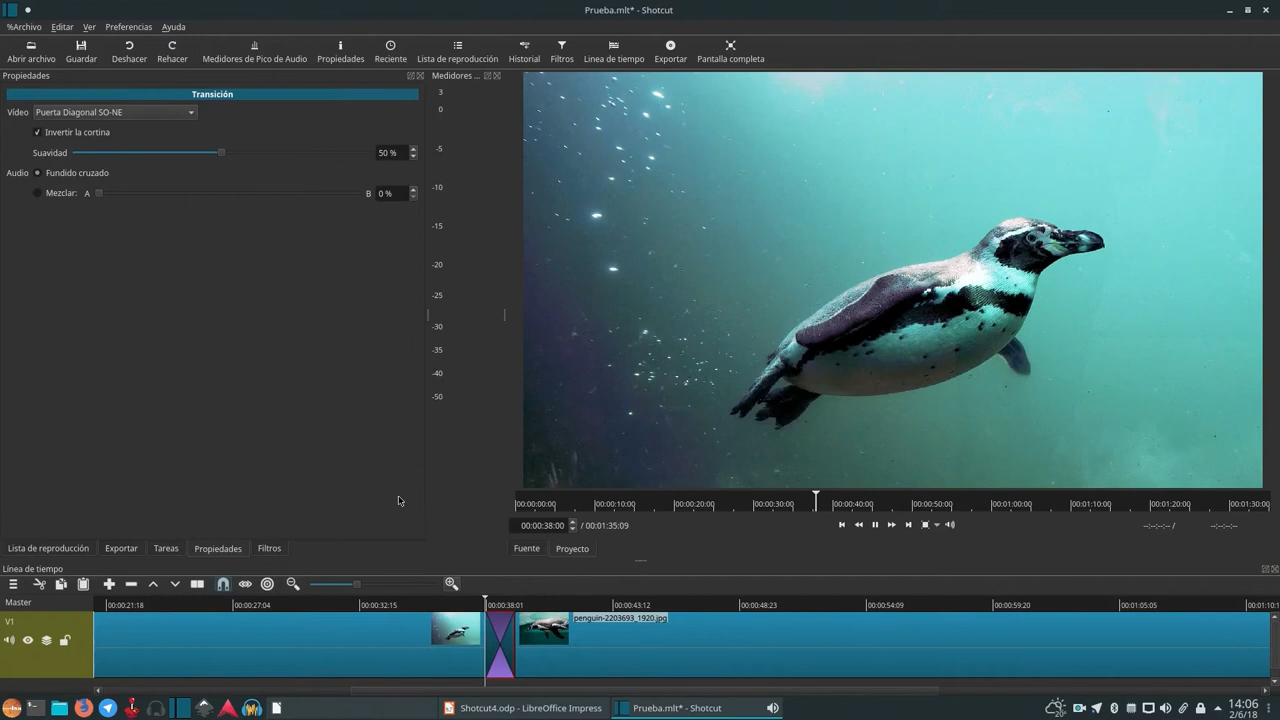 Prueba.mlt* - Shotcut
%Archivo Editar Ver Preferencias Ayuda
Abrir archivo Guardar Deshacer Rehacer Medidores de Pico de Audio Propiedades Reciente Lista de reproducción Historial Filtros Linea de tiempo Exportar Pantalla completa
Propiedades
Medidores ...
Transición
Vídeo Puerta Diagonal SO-NE
Invertir la cortina
Suavidad 50 %
Audio Fundido cruzado
Mezclar: A B 0 %
3
0
-5
-10
-15
-20
-25
-30
-35
-40
-50
00:00:00:00 00:00:10:00 00:00:20:00 00:00:30:00 00:00:40:00 00:00:50:00 00:01:00:00 00:01:10:00 00:01:20:00 00:01:30:00
00:00:38:00 / 00:01:35:09 --:--:--:-- / --:--:--:--
Lista de reproducción Exportar Tareas Propiedades Filtros
Fuente Proyecto
Línea de tiempo
Master
00:00:21:18 00:00:27:04 00:00:32:15 00:00:38:01 00:00:43:12 00:00:48:23 00:00:54:09 00:00:59:20 00:01:05:05 00:01:10:1
V1
penguin-2203693_1920.jpg
Shotcut4.odp - LibreOffice Impress
Prueba.mlt* - Shotcut
14:06
2/6/18